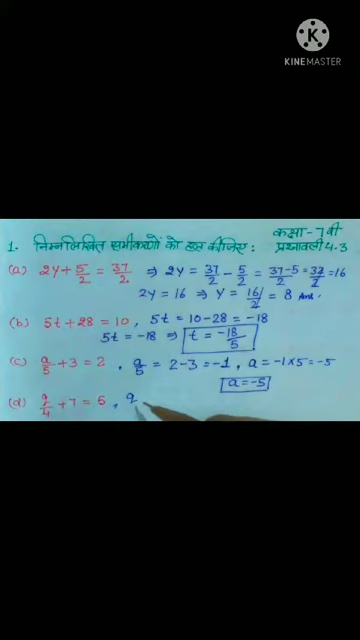 KINEMASTER
कक्षा - 7 वी
1. निम्नलिखित समीकरणों को हल कीजिए : प्रश्नावली 4.3
(a) 2Y + 5/2 = 37/2 ⇒ 2Y = 37/2 - 5/2 = 37-5/2 = 32/2 = 16
2Y = 16 ⇒ Y = 16/2 = 8 Ans.
(b) 5t + 28 = 10 , 5t = 10 - 28 = -18
5t = -18 ⇒ t = -18/5
(c) a/5 + 3 = 2 , a/5 = 2 - 3 = -1 , a = -1 × 5 = -5
a = -5
(d) q/4 + 7 = 5 , q